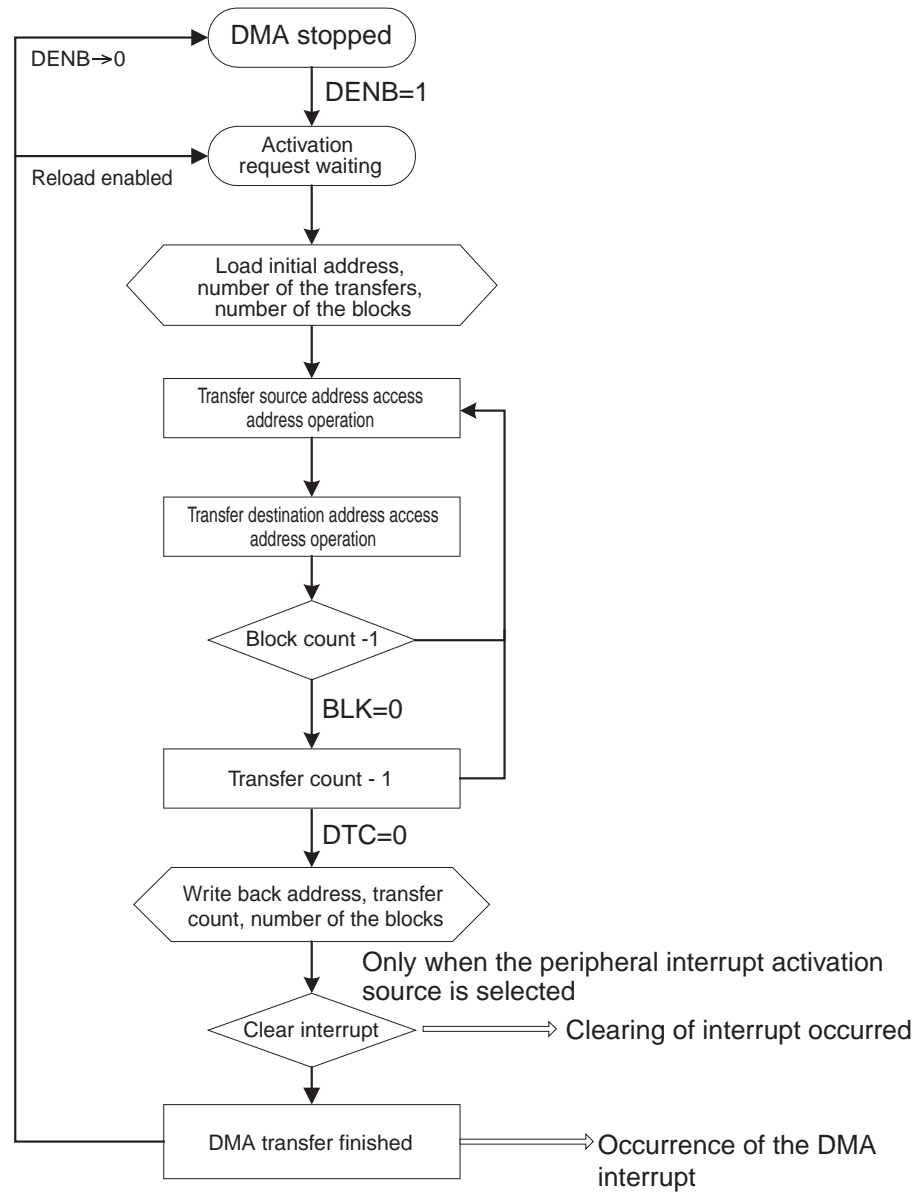 DMA stopped
DENB→0
DENB=1
Activation
request waiting
Reload enabled
Load initial address,
number of the transfers,
number of the blocks
Transfer source address access
address operation
Transfer destination address access
address operation
Block count -1
BLK=0
Transfer count - 1
DTC=0
Write back address, transfer
count, number of the blocks
Only when the peripheral interrupt activation
source is selected
Clear interrupt
Clearing of interrupt occurred
DMA transfer finished
Occurrence of the DMA
interrupt